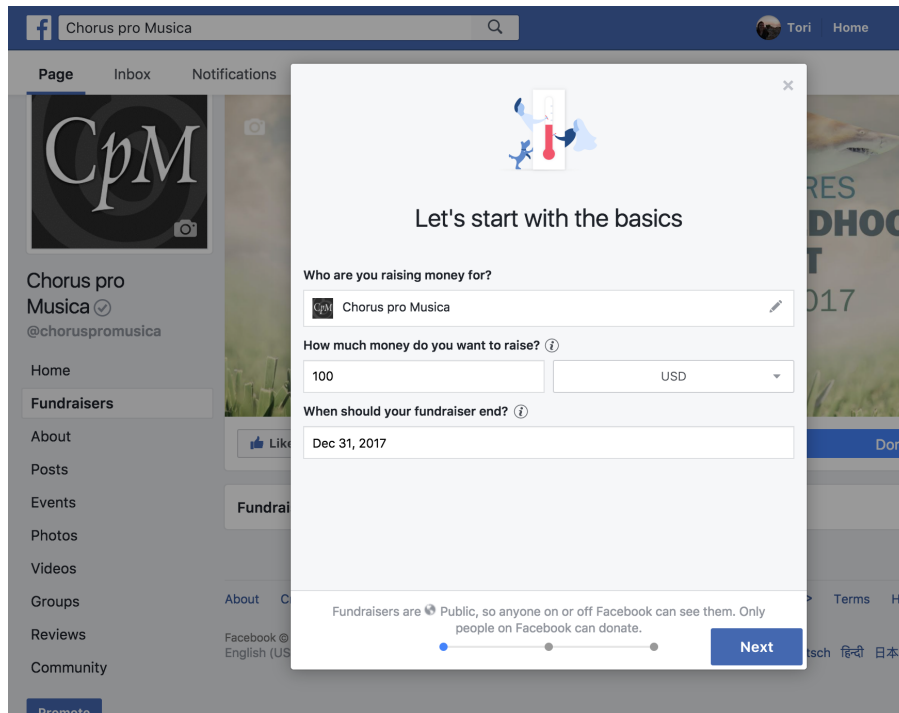 Chorus pro Musica
Tori Home
Page Inbox Notifications
CpM
Chorus pro
Musica
@choruspromusica
Home
Fundraisers
About
Posts
Events
Photos
Videos
Groups
Reviews
Community
Promote
Let's start with the basics
Who are you raising money for?
CpM Chorus pro Musica
How much money do you want to raise?
100 USD
When should your fundraiser end?
Dec 31, 2017
Fundraisers are Public, so anyone on or off Facebook can see them. Only
people on Facebook can donate.
Next
2017
Like
Fundrai
About
Terms
Facebook ©
English (US
हिन्दी